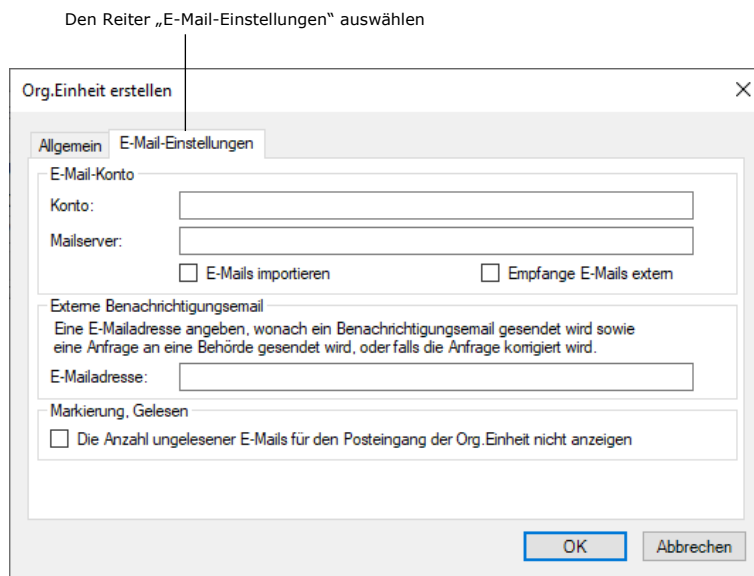 Den Reiter „E-Mail-Einstellungen“ auswählen
Org.Einheit erstellen
Allgemein E-Mail-Einstellungen
E-Mail-Konto
Konto:
Mailserver:
E-Mails importieren Empfange E-Mails extern
Externe Benachrichtigungsemail
Eine E-Mailadresse angeben, wonach ein Benachrichtigungsemail gesendet wird sowie
eine Anfrage an eine Behörde gesendet wird, oder falls die Anfrage korrigiert wird.
E-Mailadresse:
Markierung, Gelesen
Die Anzahl ungelesener E-Mails für den Posteingang der Org.Einheit nicht anzeigen
OK Abbrechen